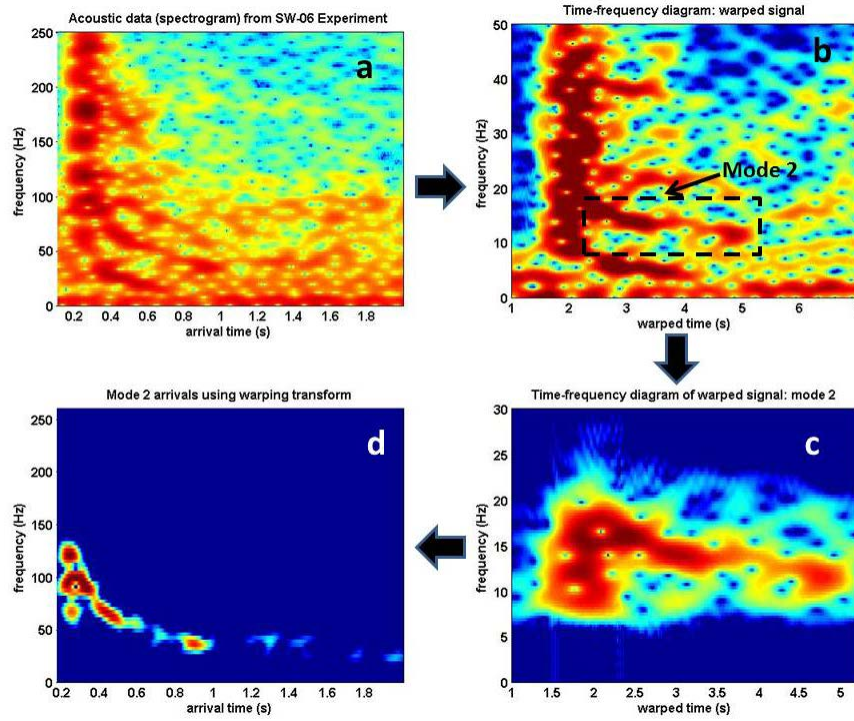 Acoustic data (spectrogram) from SW-06 Experiment
250
200
150
100
50
0
frequency (Hz)
0.2 0.4 0.6 0.8 1 1.2 1.4 1.6 1.8
arrival time (s)
a
Time-frequency diagram: warped signal
50
40
30
20
10
0
frequency (Hz)
1 2 3 4 5 6
warped time (s)
b
Mode 2
Mode 2 arrivals using warping transform
250
200
150
100
50
0
frequency (Hz)
0.2 0.4 0.6 0.8 1 1.2 1.4 1.6 1.8
arrival time (s)
d
Time-frequency diagram of warped signal: mode 2
30
25
20
15
10
5
0
frequency (Hz)
1 1.5 2 2.5 3 3.5 4 4.5 5
warped time (s)
c